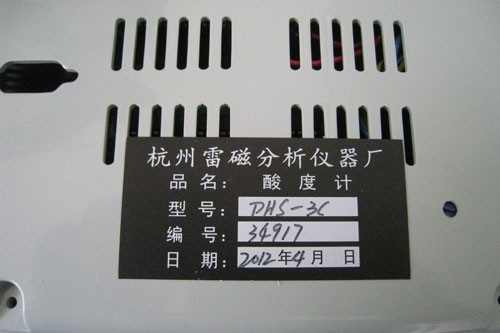 杭州雷磁分析仪器厂
品名: 酸度计
型号: PHS-3C
编号: 34917
日期: 2012年4月 日